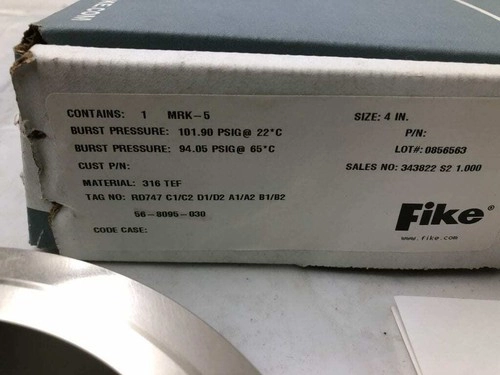 KE.COM
CONTAINS: 1 MRK-5
SIZE: 4 IN.
BURST PRESSURE: 101.90 PSIG@ 22°C
P/N:
BURST PRESSURE: 94.05 PSIG@ 65°C
LOT#: 0856563
CUST P/N:
SALES NO: 343822 S2 1.000
MATERIAL: 316 TEF
TAG NO: RD747 C1/C2 D1/D2 A1/A2 B1/B2
56-8095-030
CODE CASE:
Fike®
www.fike.com